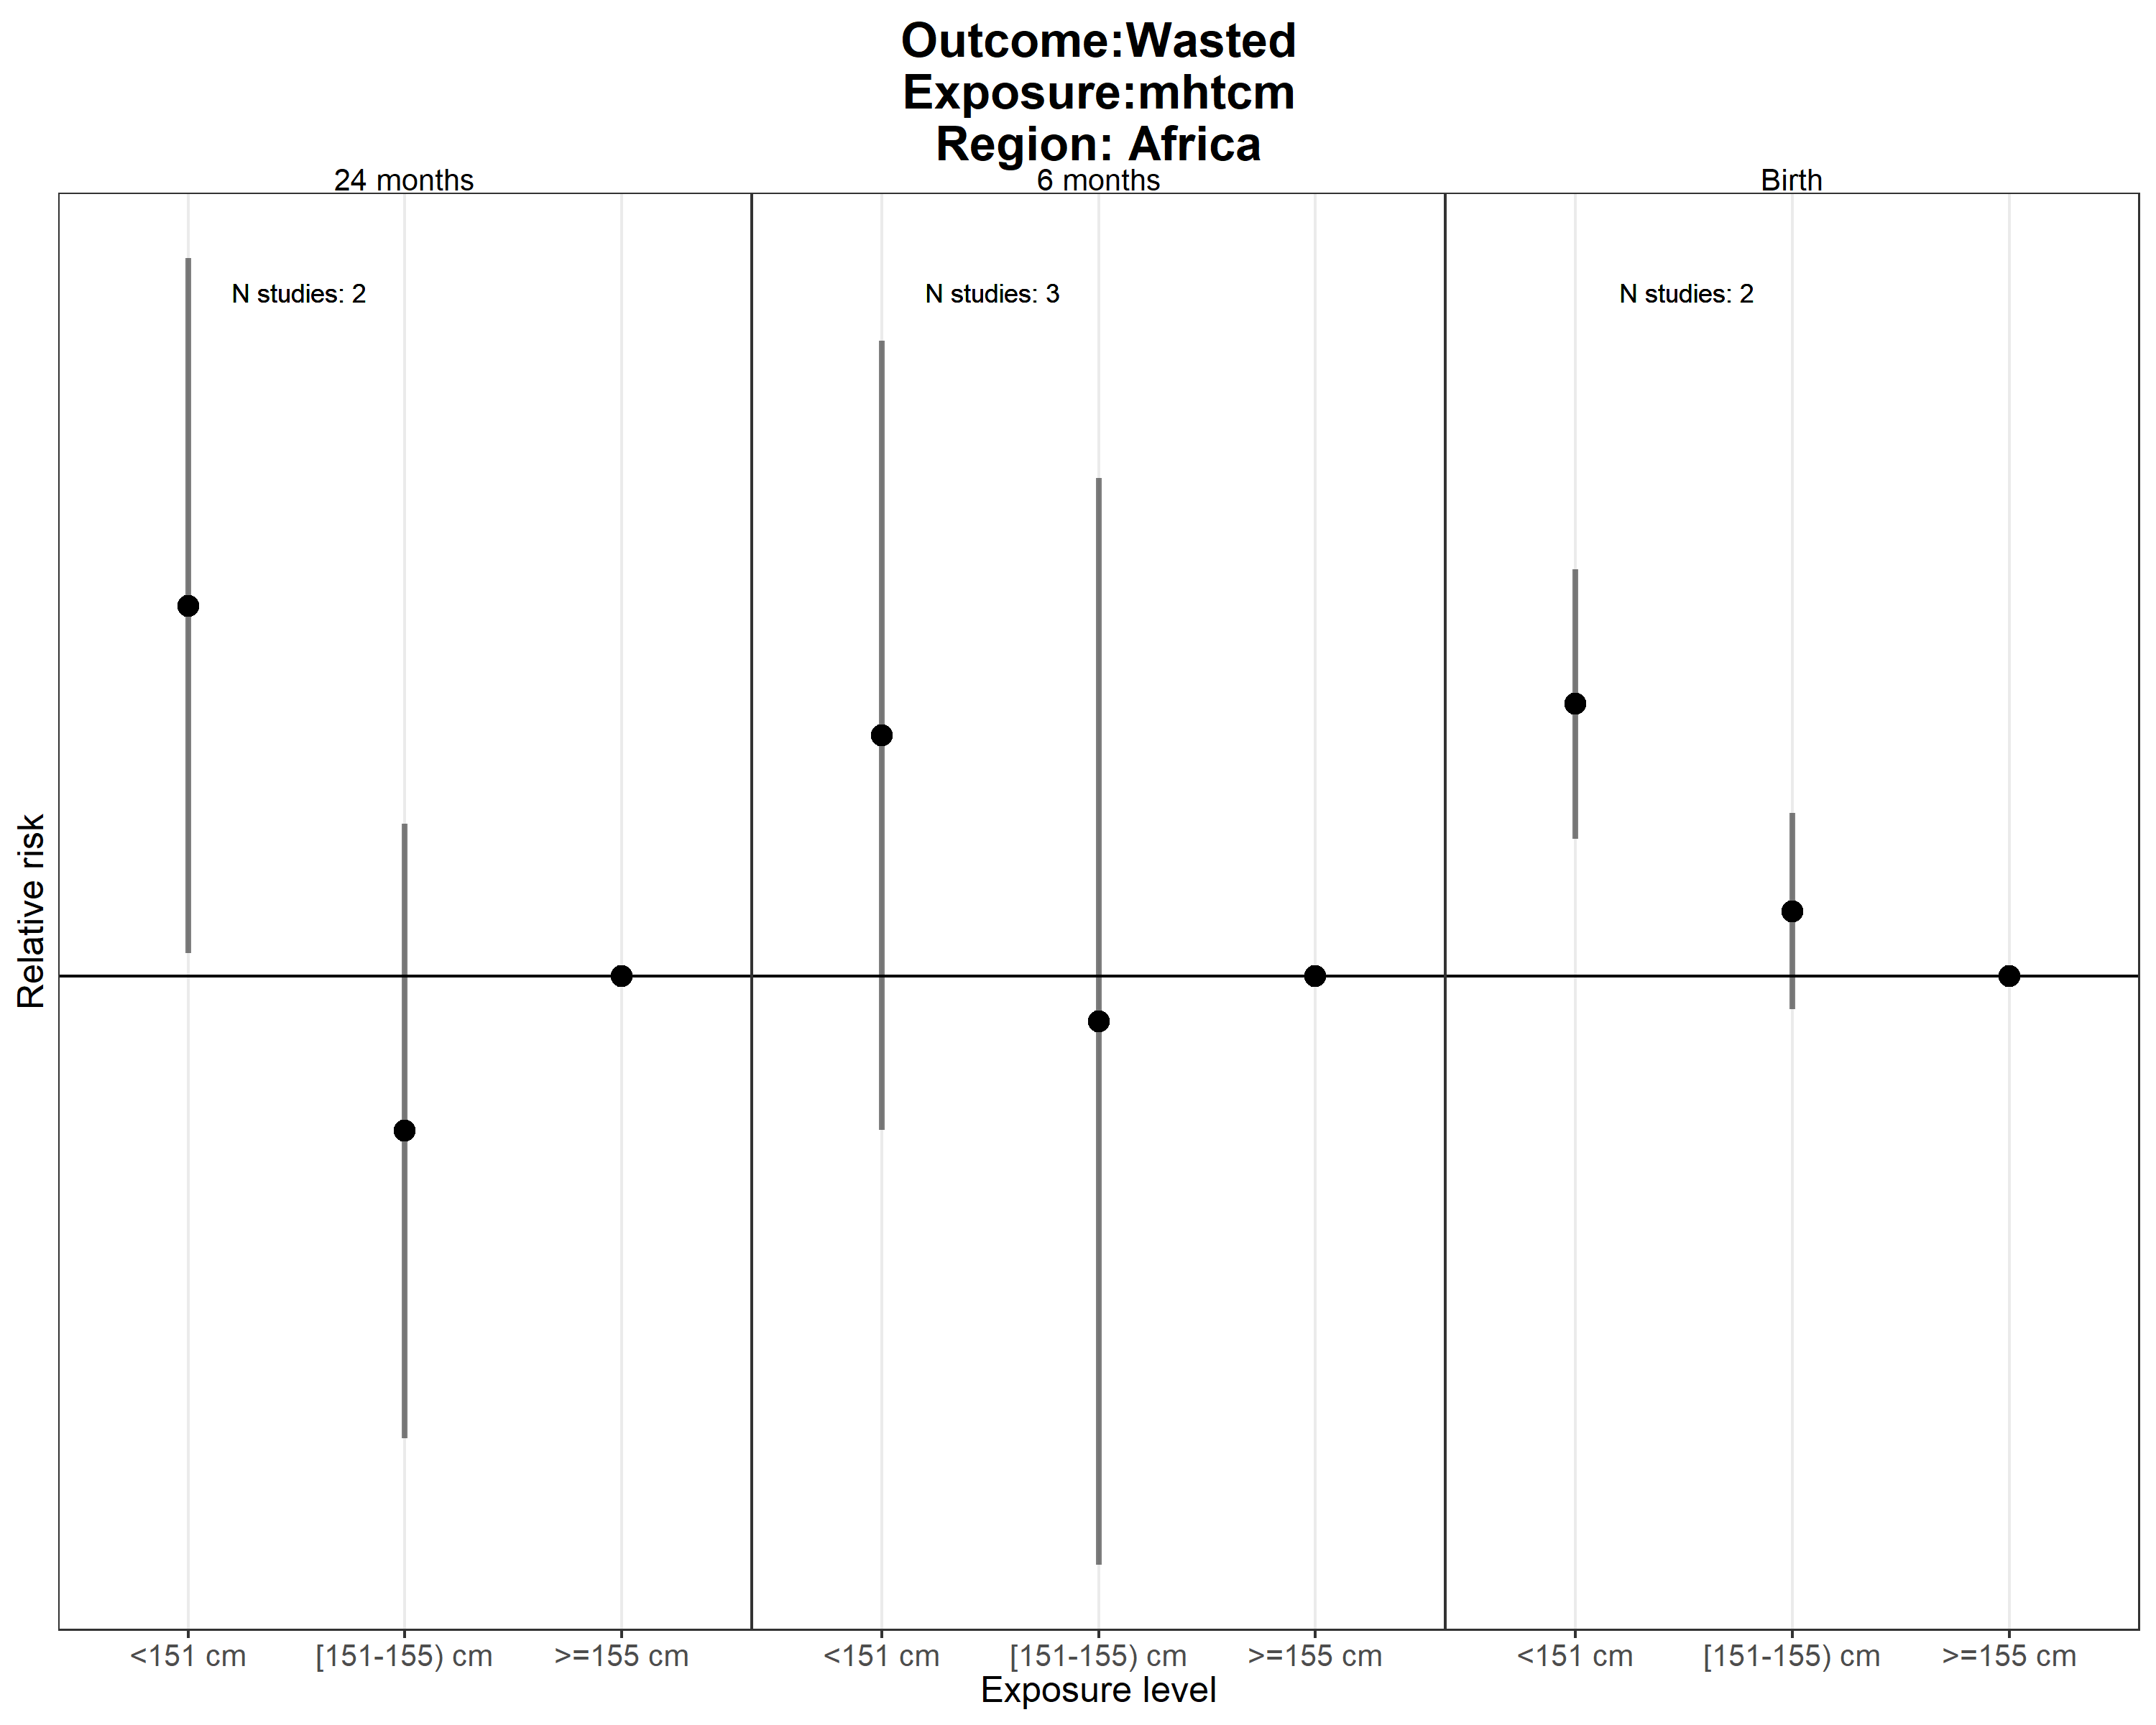 Outcome:Wasted
Exposure:mhtcm
Region: Africa
24 months
6 months
Birth
N studies: 2
N studies: 3
N studies: 2
Relative risk
<151 cm
[151-155) cm
>=155 cm
<151 cm
[151-155) cm
>=155 cm
<151 cm
[151-155) cm
>=155 cm
Exposure level